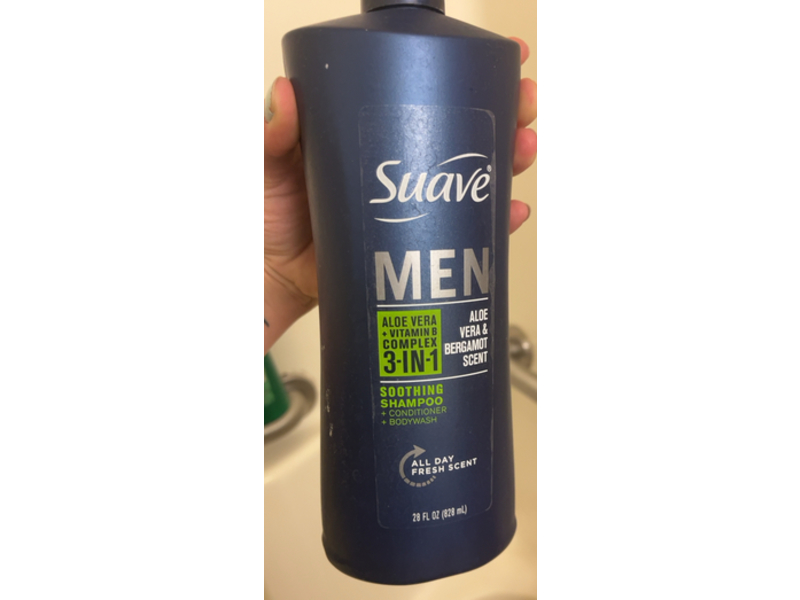 Suave®
MEN
ALOE VERA
+ VITAMIN B
COMPLEX
3-IN-1
ALOE
VERA &
BERGAMOT
SCENT
SOOTHING
SHAMPOO
+ CONDITIONER
+ BODYWASH
ALL DAY
FRESH SCENT
28 FL OZ (828 mL)